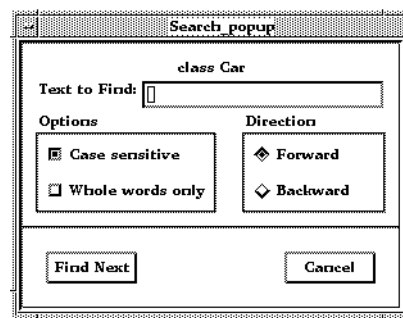 Search_popup
class Car
Text to Find:
Options Direction
Case sensitive Forward
Whole words only Backward
Find Next Cancel